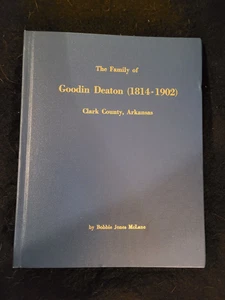 The Family of
Goodin Deaton (1814-1902)
Clark County, Arkansas
by Bobbie Jones McLane